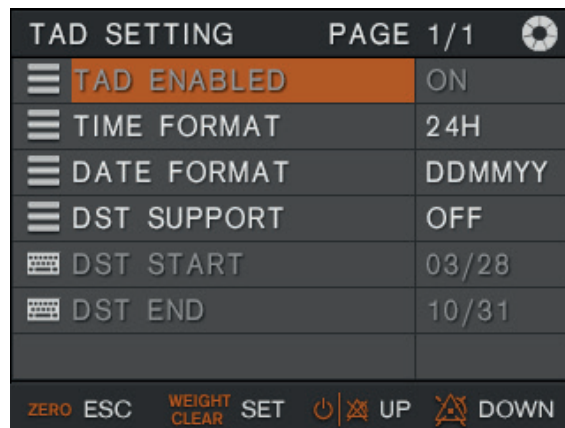 TAD SETTING PAGE 1/1
TAD ENABLED ON
TIME FORMAT 24H
DATE FORMAT DDMMYY
DST SUPPORT OFF
DST START 03/28
DST END 10/31
ZERO ESC WEIGHT CLEAR SET UP DOWN